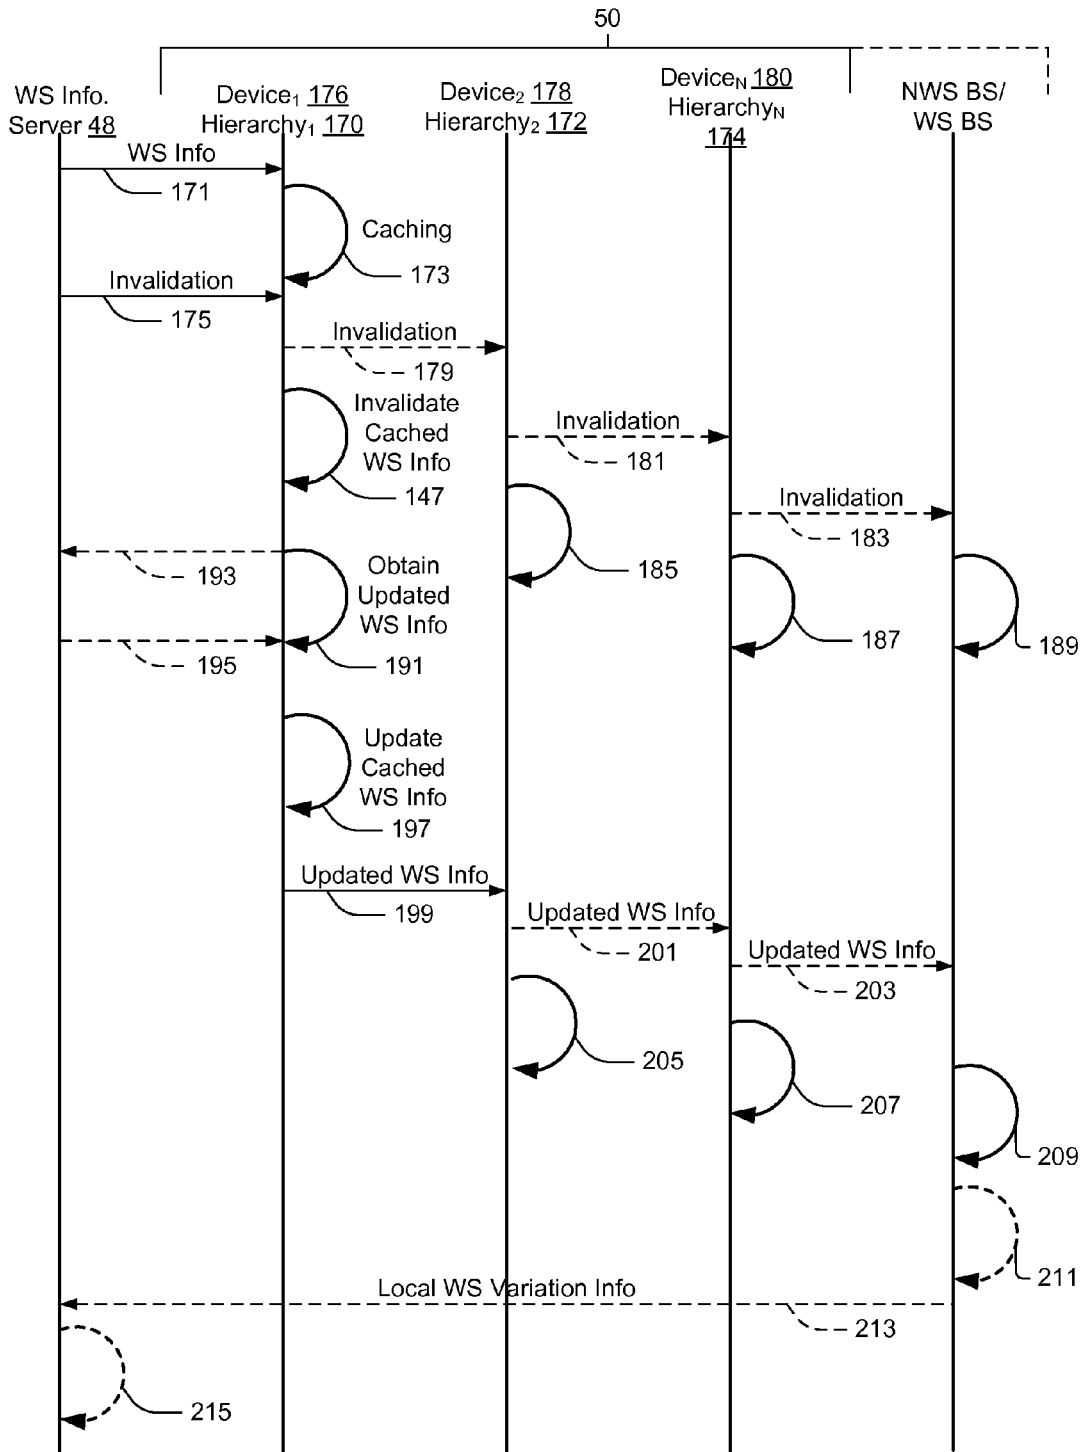 50
WS Info.
Server 48
Device1 176
Hierarchy1 170
Device2 178
Hierarchy2 172
DeviceN 180
HierarchyN
174
NWS BS/
WS BS
WS Info
171
Caching
173
Invalidation
175
Invalidation
179
Invalidate
Cached
WS Info
147
Invalidation
181
Invalidation
183
185
187
189
193
Obtain
Updated
WS Info
191
195
Update
Cached
WS Info
197
Updated WS Info
199
Updated WS Info
201
Updated WS Info
203
205
207
209
211
Local WS Variation Info
213
215